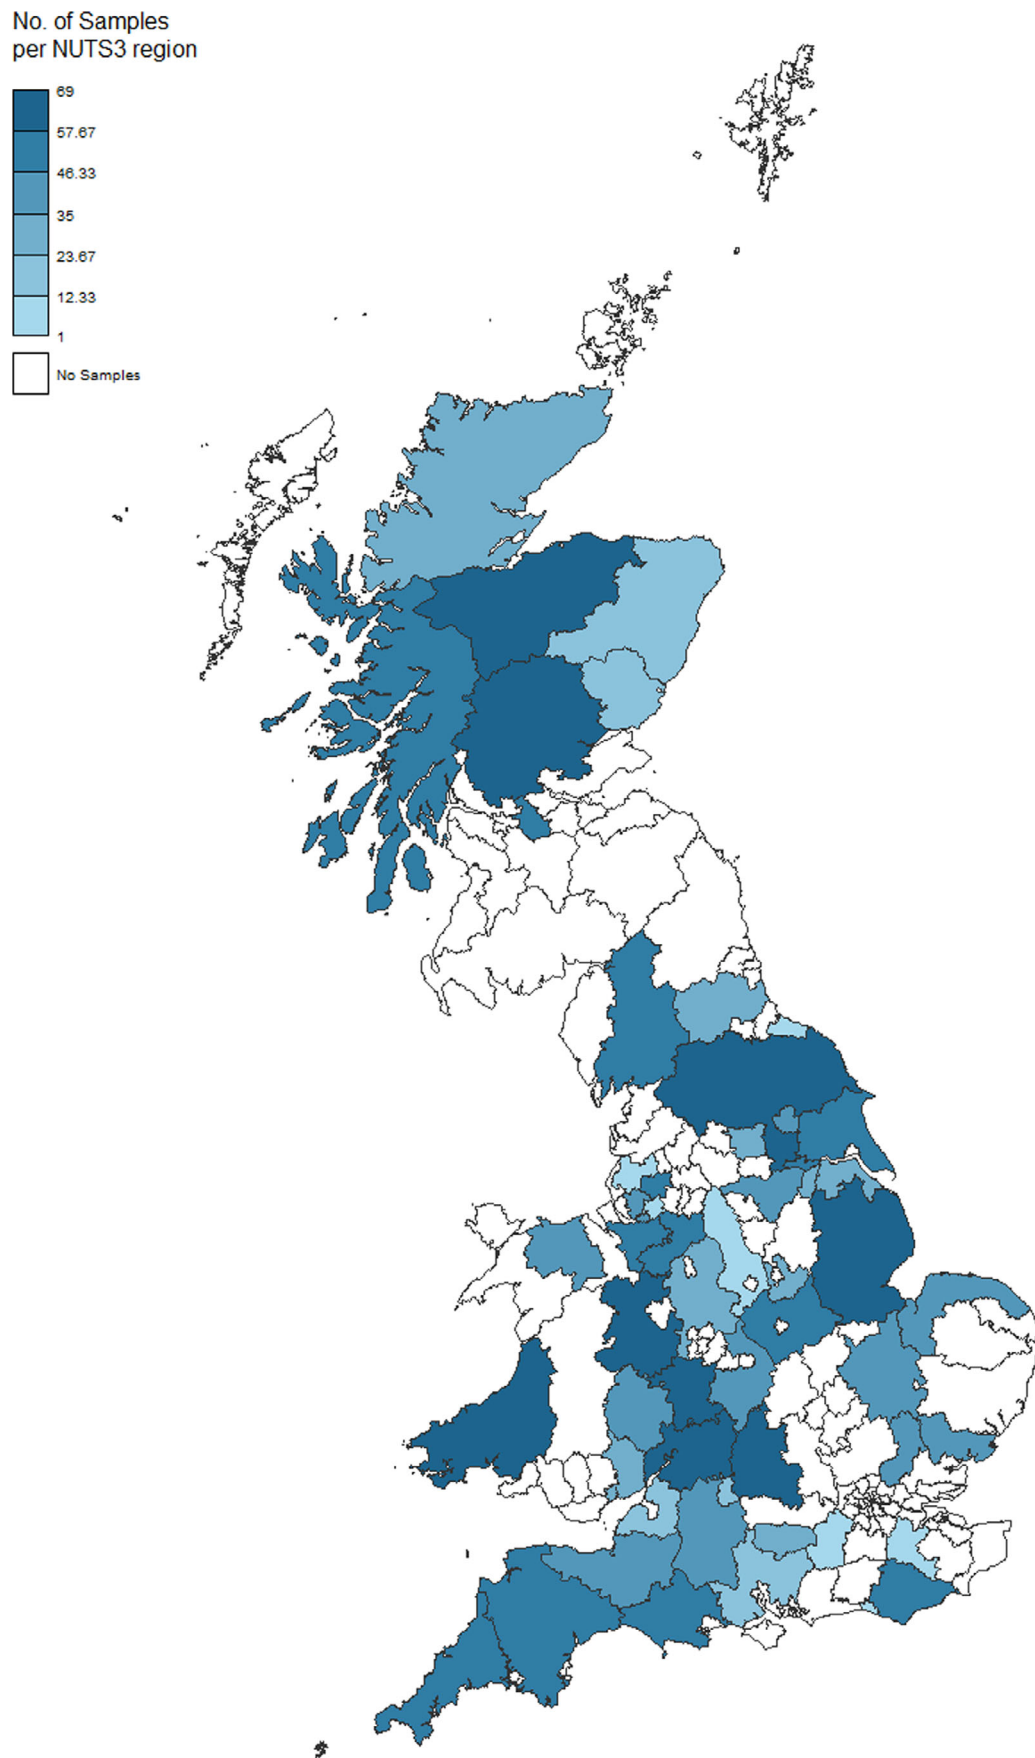 No. of Samples
per NUTS3 region
69
57.67
46.33
35
23.67
12.33
1
No Samples